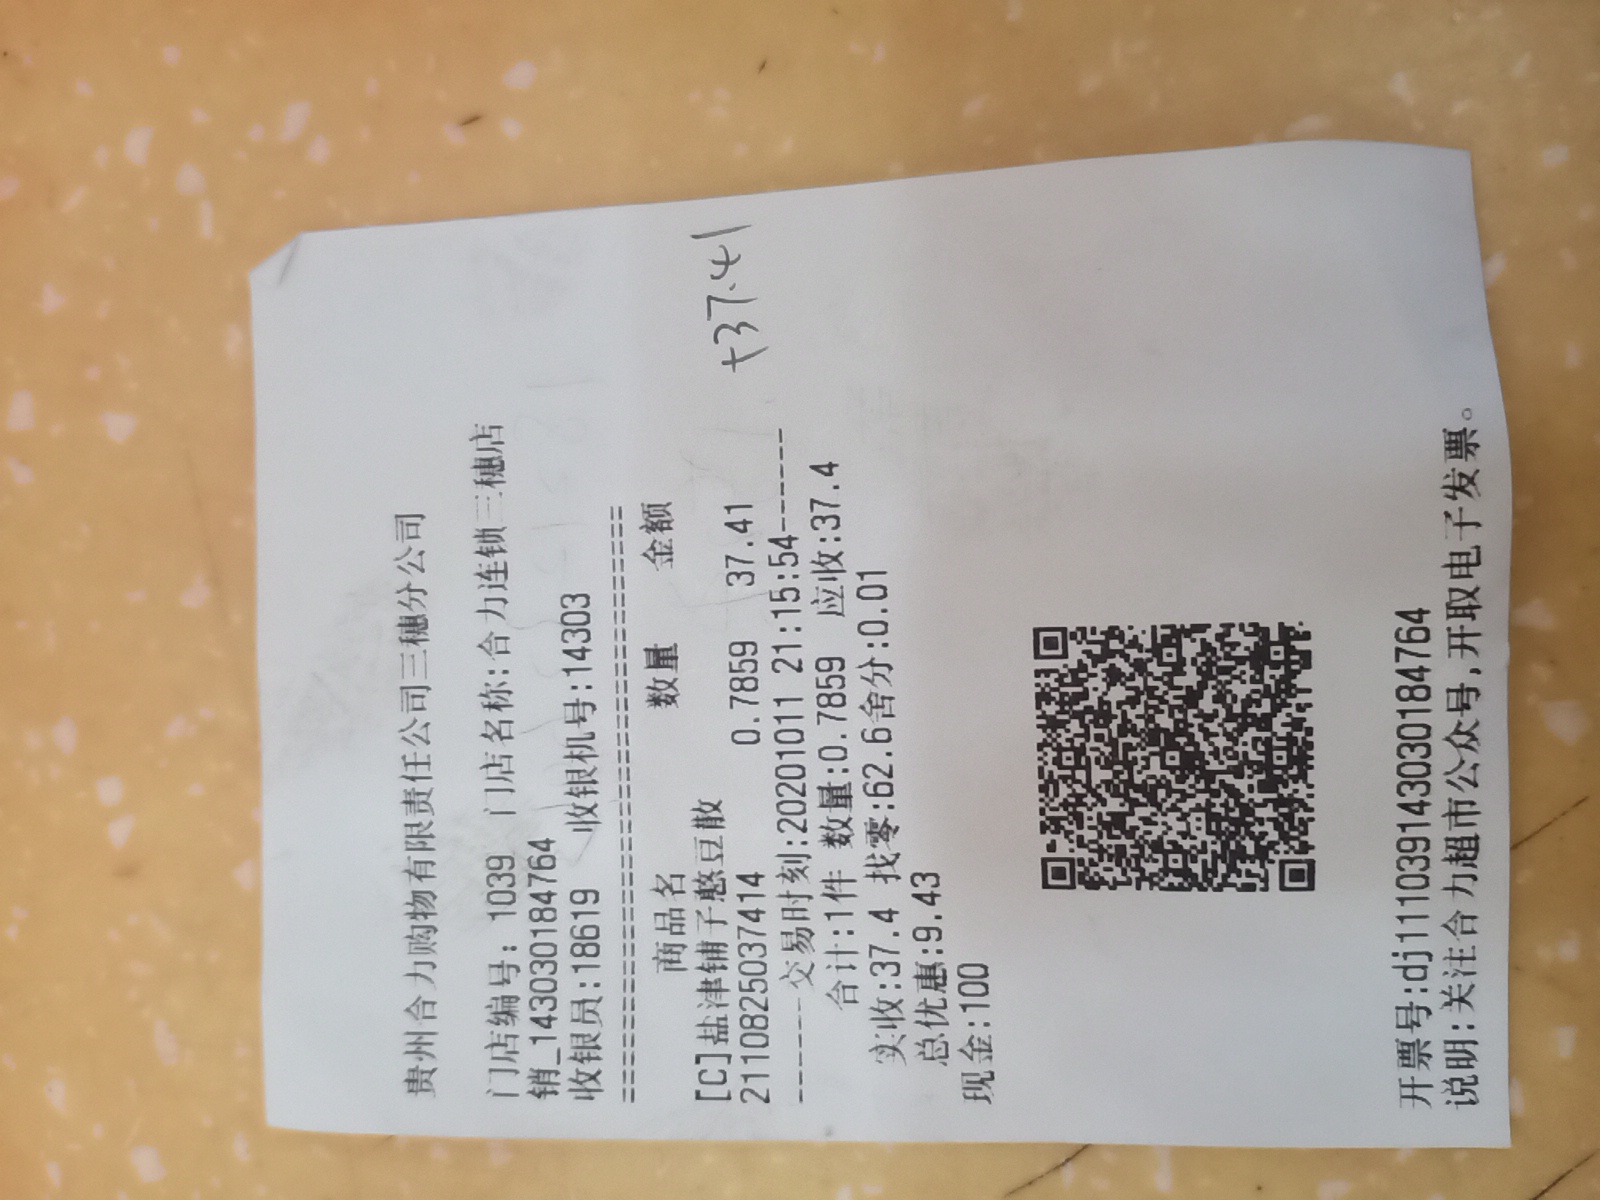 贵州合力购物有限责任公司三穗分公司
门店编号: 1039 门店名称:合力连锁三穗店
销_143030184764
收银员:18619 收银机号:14303
商品名 数量 金额
[C]盐津铺子憨豆散
2110825037414 0.7859 37.41
+37.41
------交易时刻:20201011 21:15:54------
合计:1件 数量:0.7859 应收:37.4
实收:37.4 找零:62.6舍分:0.01
总优惠:9.43
现金:100
开票号:dj111039143030184764
说明:关注合力超市公众号,开取电子发票。